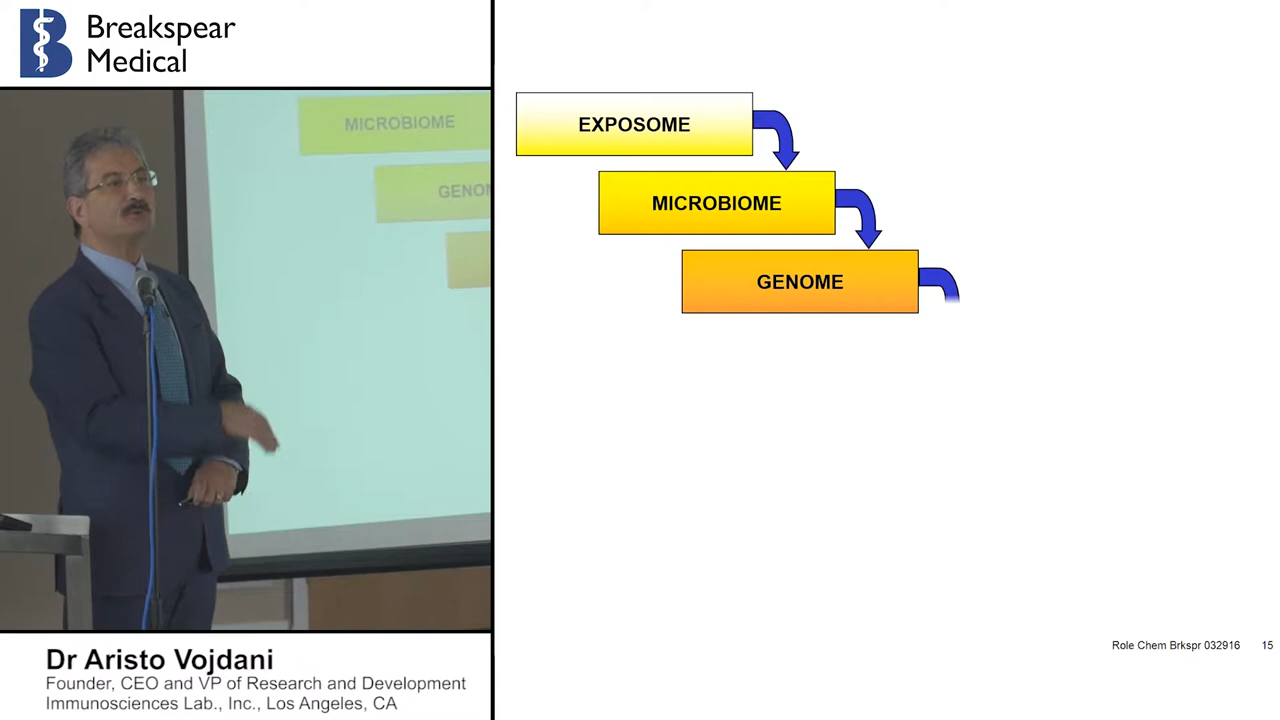 Breakspear
Medical
MICROBIOME
GENOM
EXPOSOME
MICROBIOME
GENOME
Role Chem Brkspr 032916 15
Dr Aristo Vojdani
Founder, CEO and VP of Research and Development
Immunosciences Lab., Inc., Los Angeles, CA